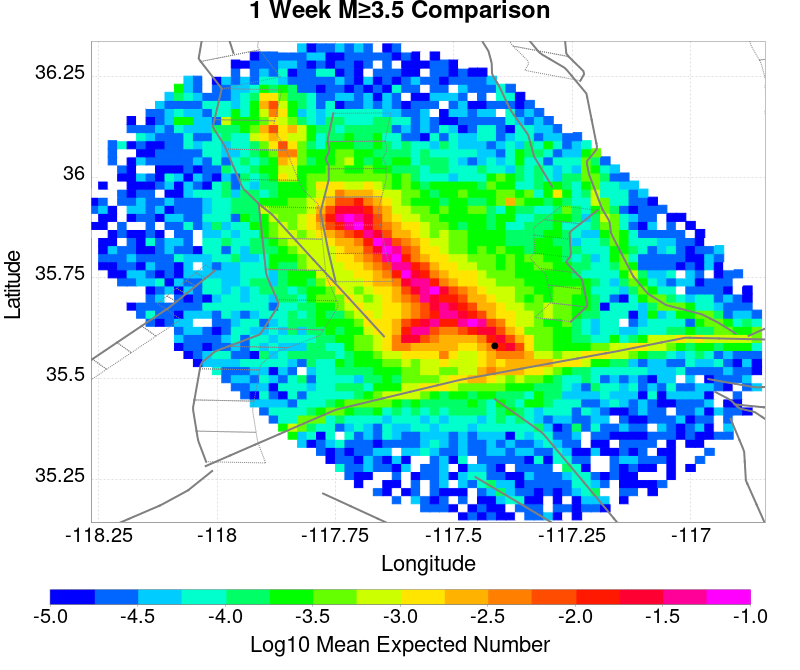 1 Week M≥3.5 Comparison
36.25
36
35.75
35.5
35.25
Latitude
-118.25 -118 -117.75 -117.5 -117.25 -117
Longitude
-5.0 -4.5 -4.0 -3.5 -3.0 -2.5 -2.0 -1.5 -1.0
Log10 Mean Expected Number